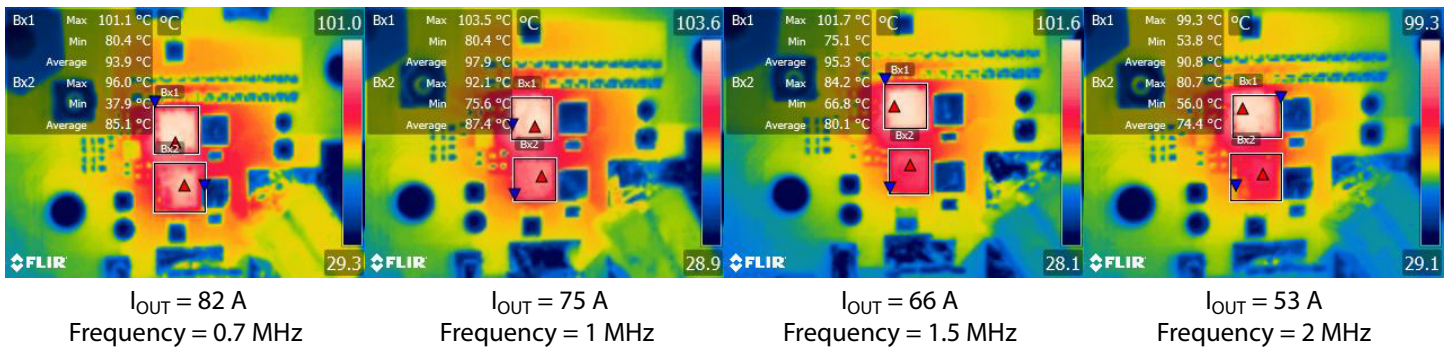 Bx1 Max 101.1 °C °C 101.0
Min 80.4 °C
Average 93.9 °C
Bx2 Max 96.0 °C
Min 37.9 °C
Average 85.1 °C
Bx1
Bx2
FLIR 29.3
I_OUT = 82 A
Frequency = 0.7 MHz
Bx1 Max 103.5 °C °C 103.6
Min 80.4 °C
Average 97.9 °C
Bx2 Max 92.1 °C
Min 75.6 °C
Average 87.4 °C
Bx1
Bx2
FLIR 28.9
I_OUT = 75 A
Frequency = 1 MHz
Bx1 Max 101.7 °C °C 101.6
Min 75.1 °C
Average 95.3 °C
Bx2 Max 84.2 °C
Min 66.8 °C
Average 80.1 °C
Bx1
Bx2
FLIR 28.1
I_OUT = 66 A
Frequency = 1.5 MHz
Bx1 Max 99.3 °C °C 99.3
Min 53.8 °C
Average 90.8 °C
Bx2 Max 80.7 °C
Min 56.0 °C
Average 74.4 °C
Bx1
Bx2
FLIR 29.1
I_OUT = 53 A
Frequency = 2 MHz